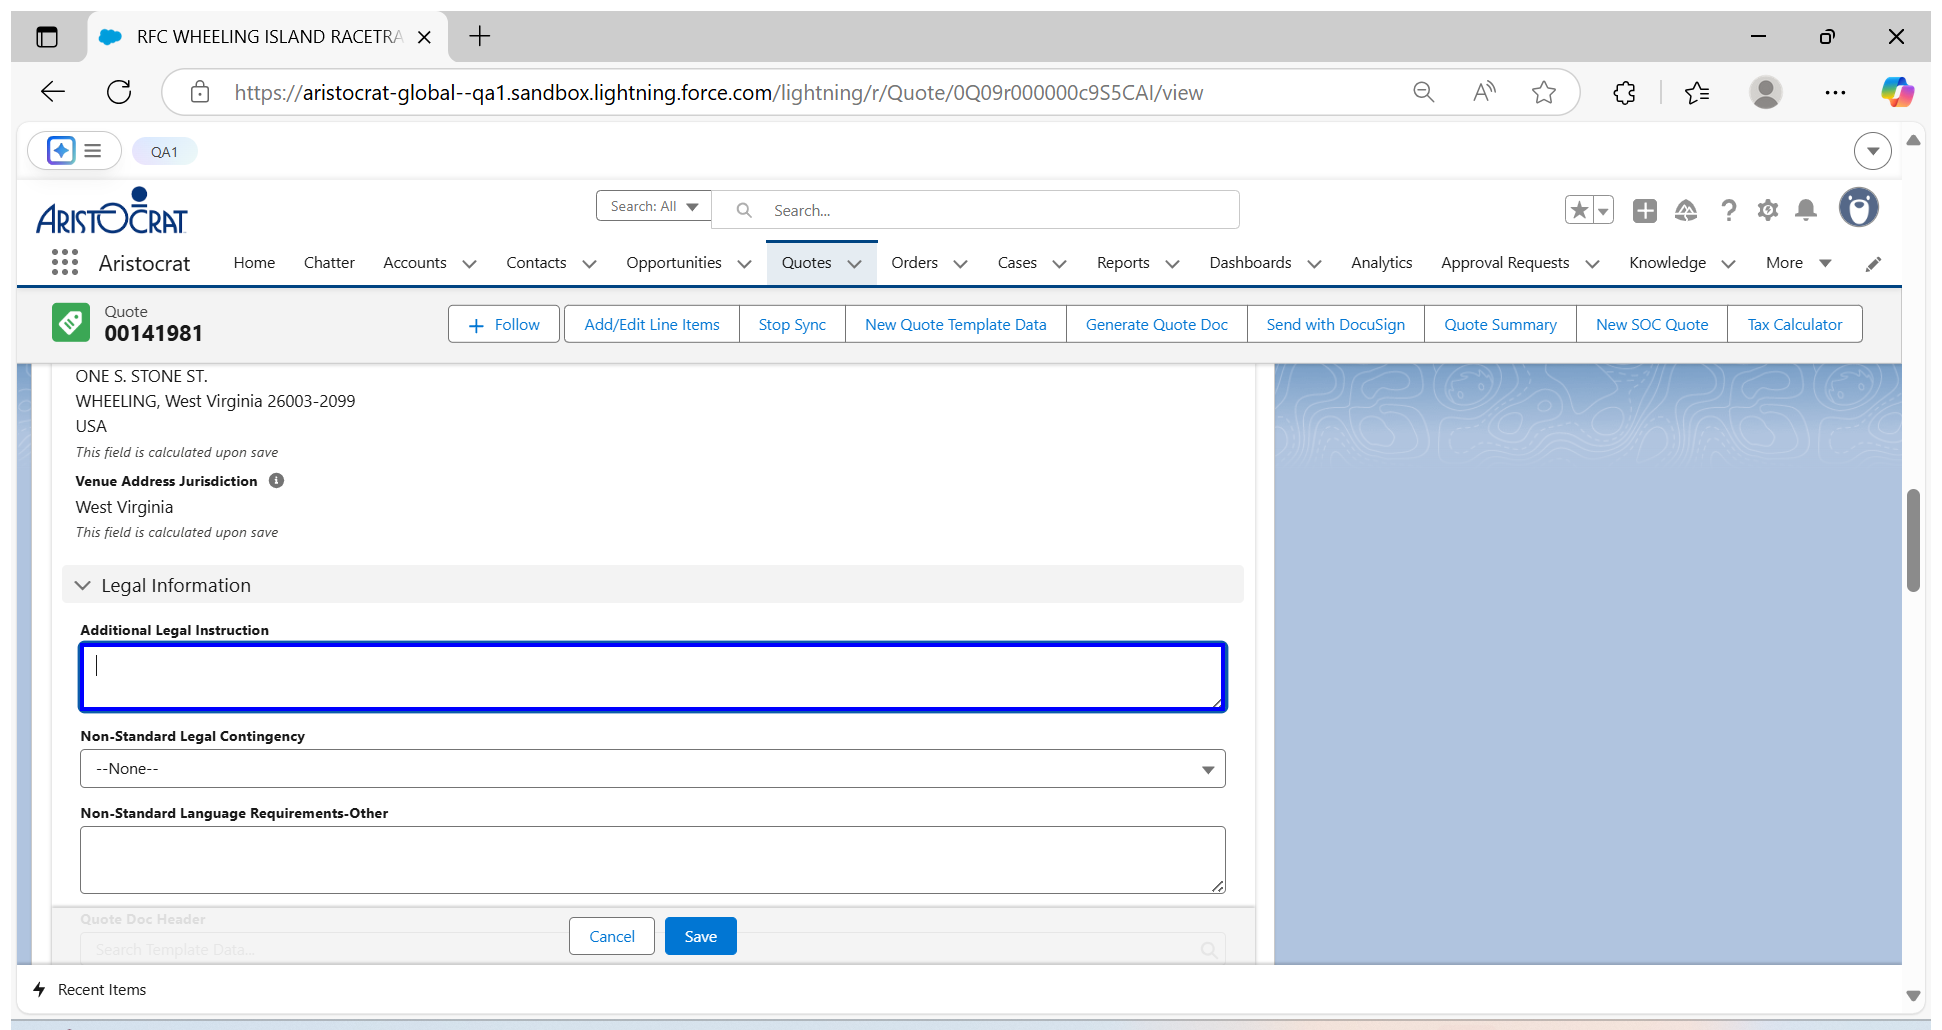 RFC WHEELING ISLAND RACETRA
https://aristocrat-global--qa1.sandbox.lightning.force.com/lightning/r/Quote/0Q09r000000c9S5CAI/view
QA1
ARISTOCRAT
Search: All
Search...
Aristocrat
Home
Chatter
Accounts
Contacts
Opportunities
Quotes
Orders
Cases
Reports
Dashboards
Analytics
Approval Requests
Knowledge
More
Quote
00141981
Follow
Add/Edit Line Items
Stop Sync
New Quote Template Data
Generate Quote Doc
Send with DocuSign
Quote Summary
New SOC Quote
Tax Calculator
ONE S. STONE ST.
WHEELING, West Virginia 26003-2099
USA
This field is calculated upon save
Venue Address Jurisdiction
West Virginia
This field is calculated upon save
Legal Information
Additional Legal Instruction
Non-Standard Legal Contingency
--None--
Non-Standard Language Requirements-Other
Quote Doc Header
Search Template Data...
Cancel
Save
Recent Items